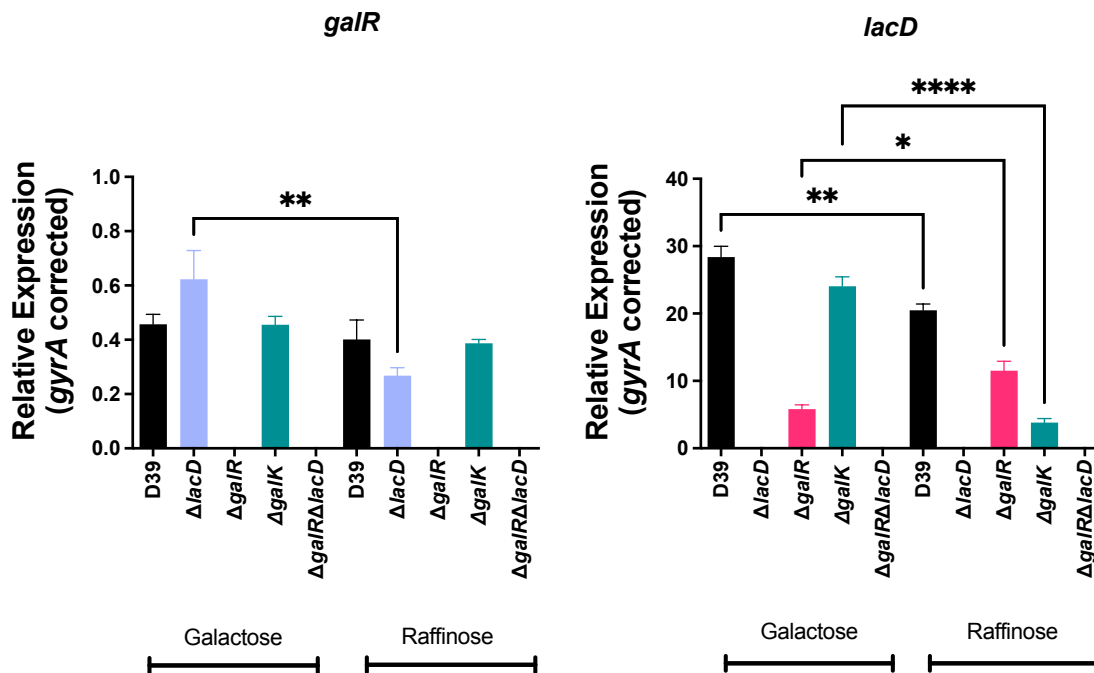 galR
Relative Expression
(gyrA corrected)
1.0
0.8
0.6
0.4
0.2
0.0
**
D39
ΔlacD
ΔgalR
ΔgalK
ΔgalRΔlacD
D39
ΔlacD
ΔgalR
ΔgalK
ΔgalRΔlacD
Galactose
Raffinose
lacD
Relative Expression
(gyrA corrected)
40
30
20
10
0
****
*
**
D39
ΔlacD
ΔgalR
ΔgalK
ΔgalRΔlacD
D39
ΔlacD
ΔgalR
ΔgalK
ΔgalRΔlacD
Galactose
Raffinose